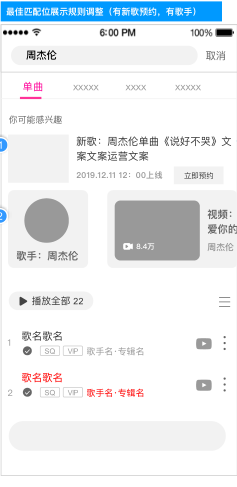 最佳匹配位展示规则调整（有新歌预约，有歌手）
6:00 PM
100%
周杰伦
取消
单曲
xxxxx
xxxx
xxxxx
你可能感兴趣
1
新歌：周杰伦单曲《说好不哭》文
案文案运营文案
2019.12.11 12：00上线
立即预约
2
歌手：周杰伦
8.4万
视频：
爱你的
周杰伦
播放全部 22
1
歌名歌名
SQ
VIP
歌手名·专辑名
2
歌名歌名
SQ
VIP
歌手名·专辑名